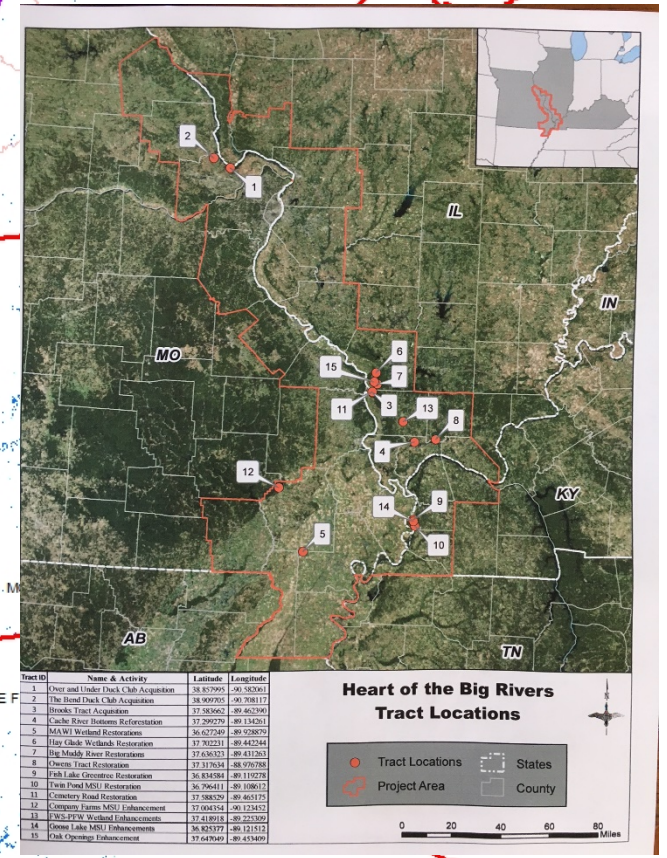 2
1
IL
IN
MO
15
6
7
11
3
13
8
4
12
KY
14
9
5
10
AB
TN
Tract ID Name & Activity Latitude Longitude
1 Over and Under Duck Club Acquisition 38.857995 -90.582061
2 The Bend Duck Club Acquisition 38.909705 -90.708117
3 Brooks Tract Acquisition 37.583662 -89.462390
4 Cache River Bottoms Reforestation 37.299279 -89.134261
5 MAWI Wetland Restorations 36.627249 -89.928879
6 Hay Glade Wetlands Restoration 37.702231 -89.442244
7 Big Muddy River Restorations 37.636323 -89.431263
8 Owens Tract Restoration 37.317634 -88.976788
9 Fish Lake Greentree Restoration 36.834584 -89.119278
10 Twin Pond MSU Restoration 36.796411 -89.108612
11 Cemetery Road Restoration 37.588529 -89.465175
12 Company Farms MSU Enhancement 37.004354 -90.123452
13 FWS-PFW Wetland Enhancements 37.418918 -89.225309
14 Goose Lake MSU Enhancements 36.825377 -89.121512
15 Oak Openings Enhancement 37.647049 -89.453409
Heart of the Big Rivers
Tract Locations
Tract Locations States
Project Area County
0 20 40 60 80
Miles